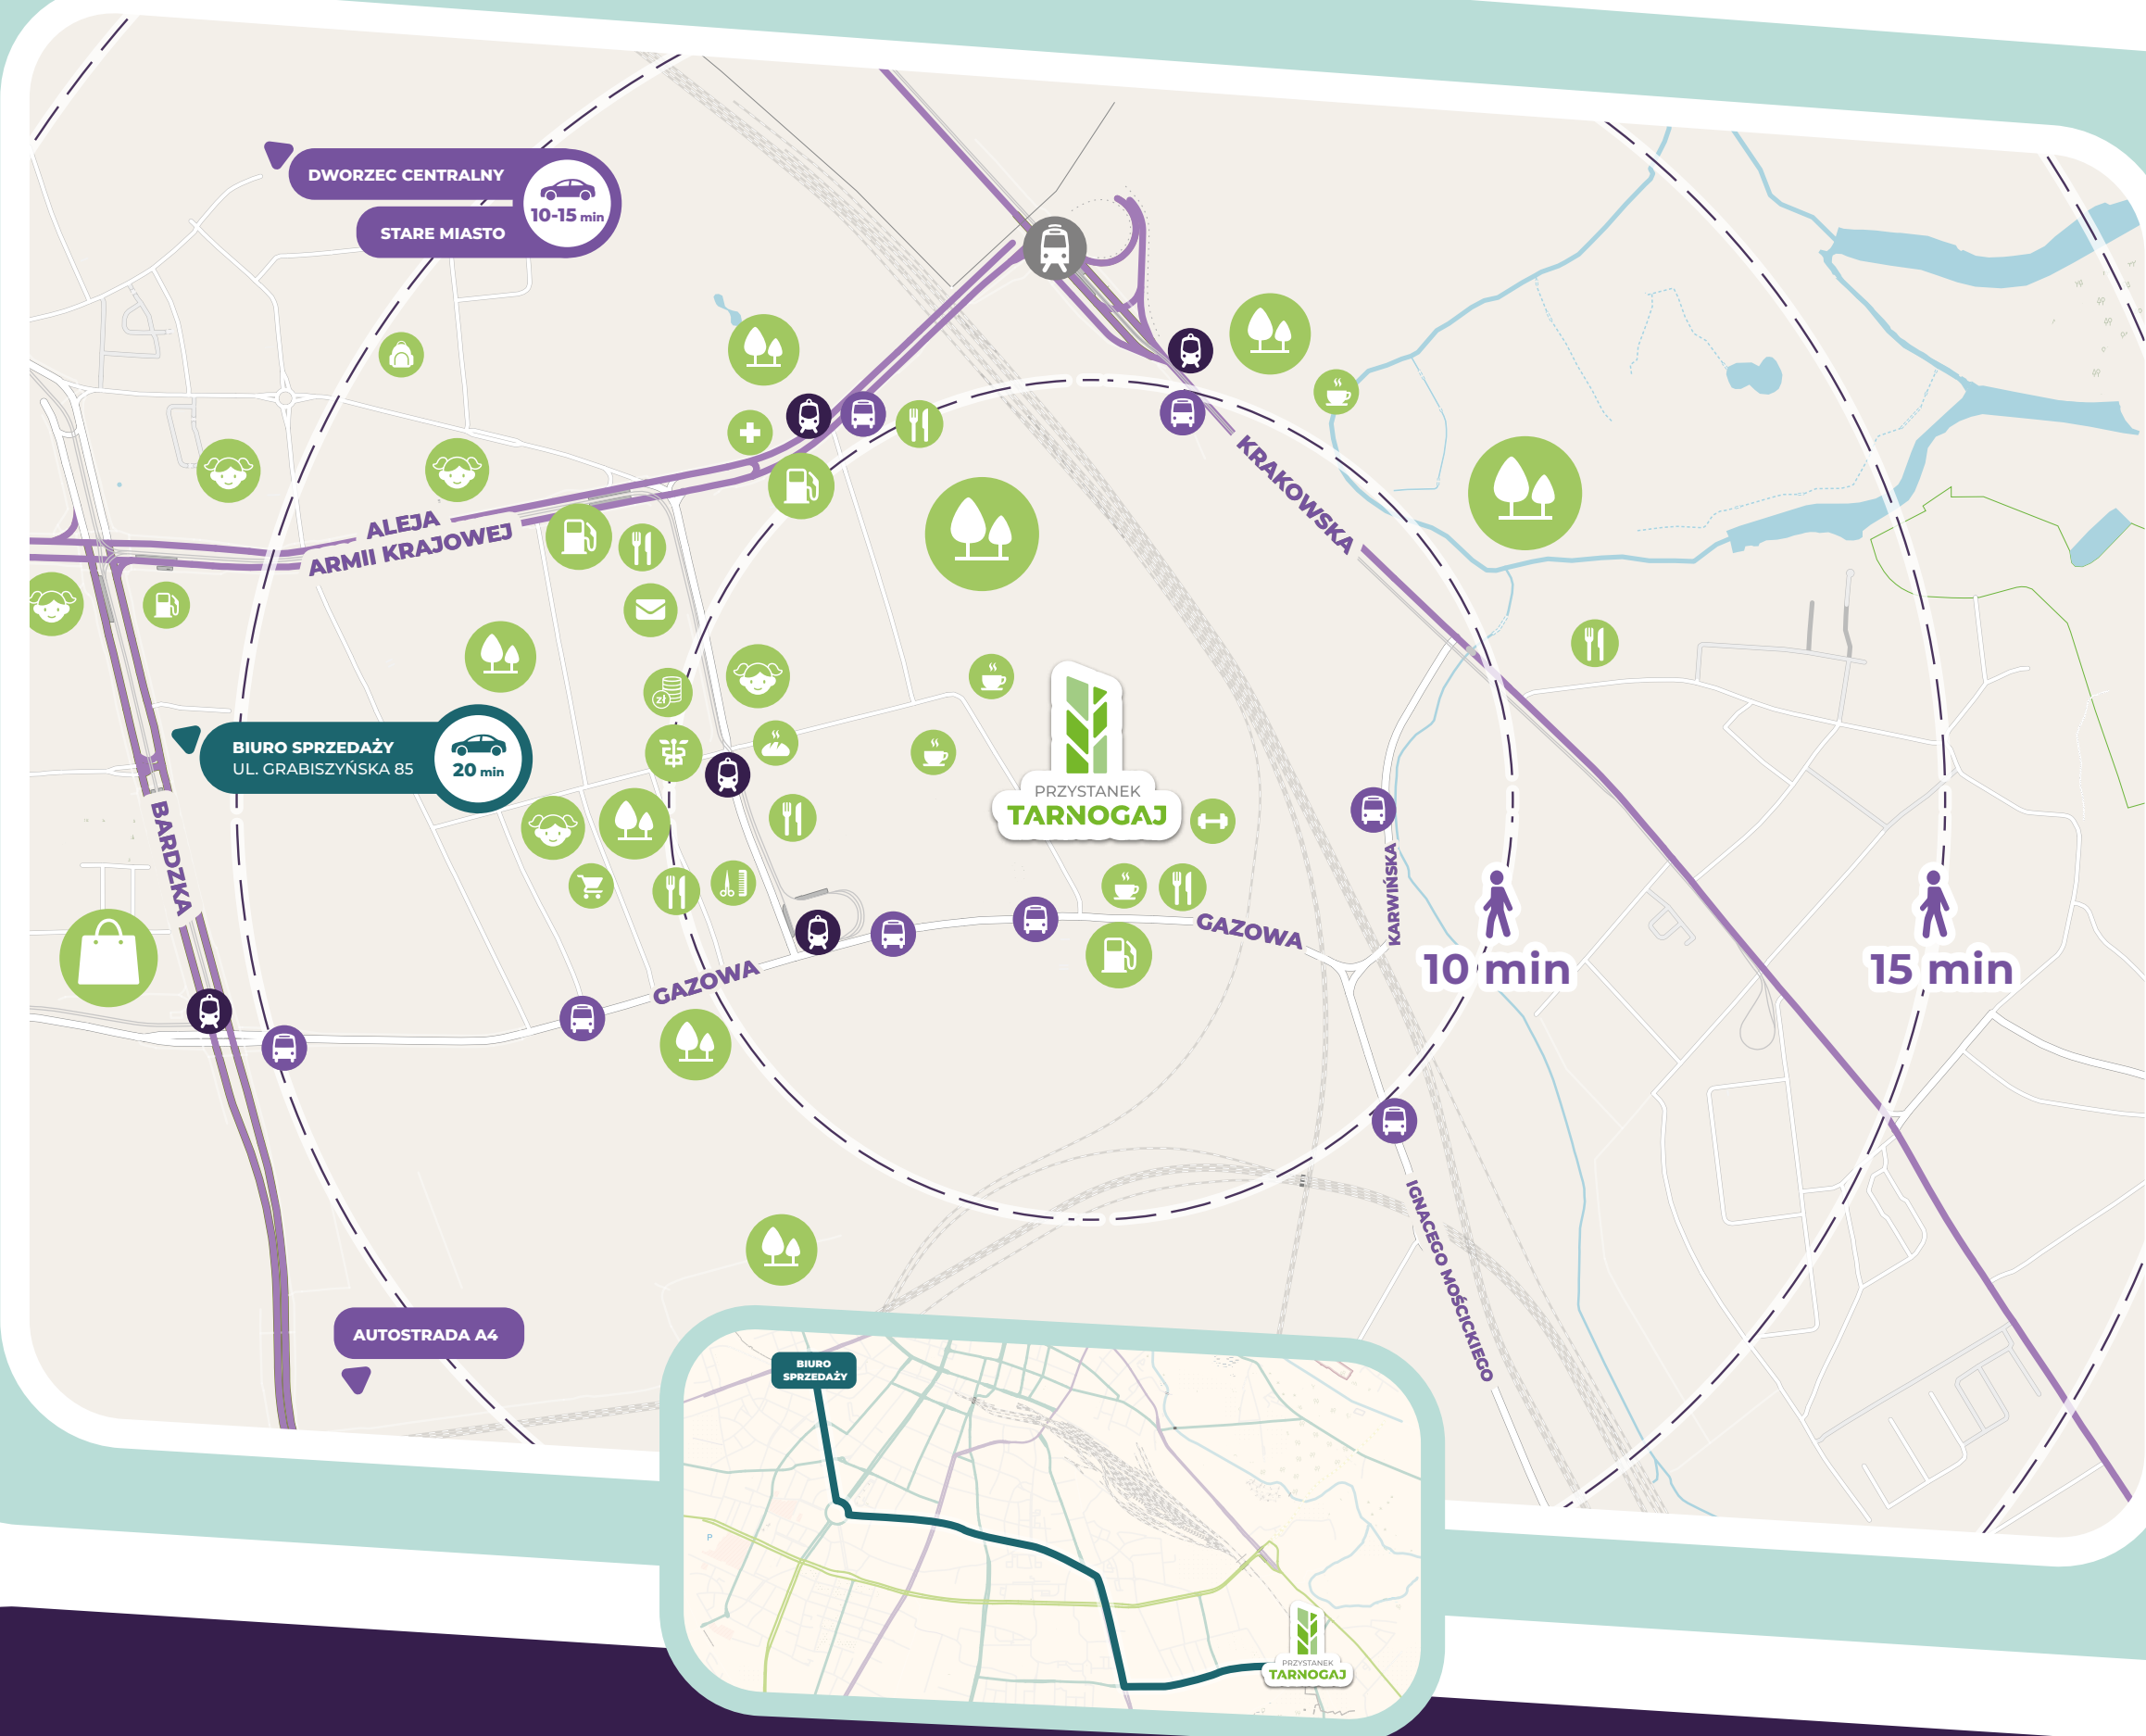 DWORZEC CENTRALNY
STARE MIASTO
10-15 min
ALEJA
ARMII KRAJOWEJ
KRAKOWSKA
zł
BIURO SPRZEDAŻY
UL. GRABISZYŃSKA 85
20 min
PRZYSTANEK
TARNOGAJ
BARDZKA
KARWIŃSKA
GAZOWA
GAZOWA
10 min
15 min
IGNACEGO MOŚCICKIEGO
AUTOSTRADA A4
BIURO
SPRZEDAŻY
P
PRZYSTANEK
TARNOGAJ